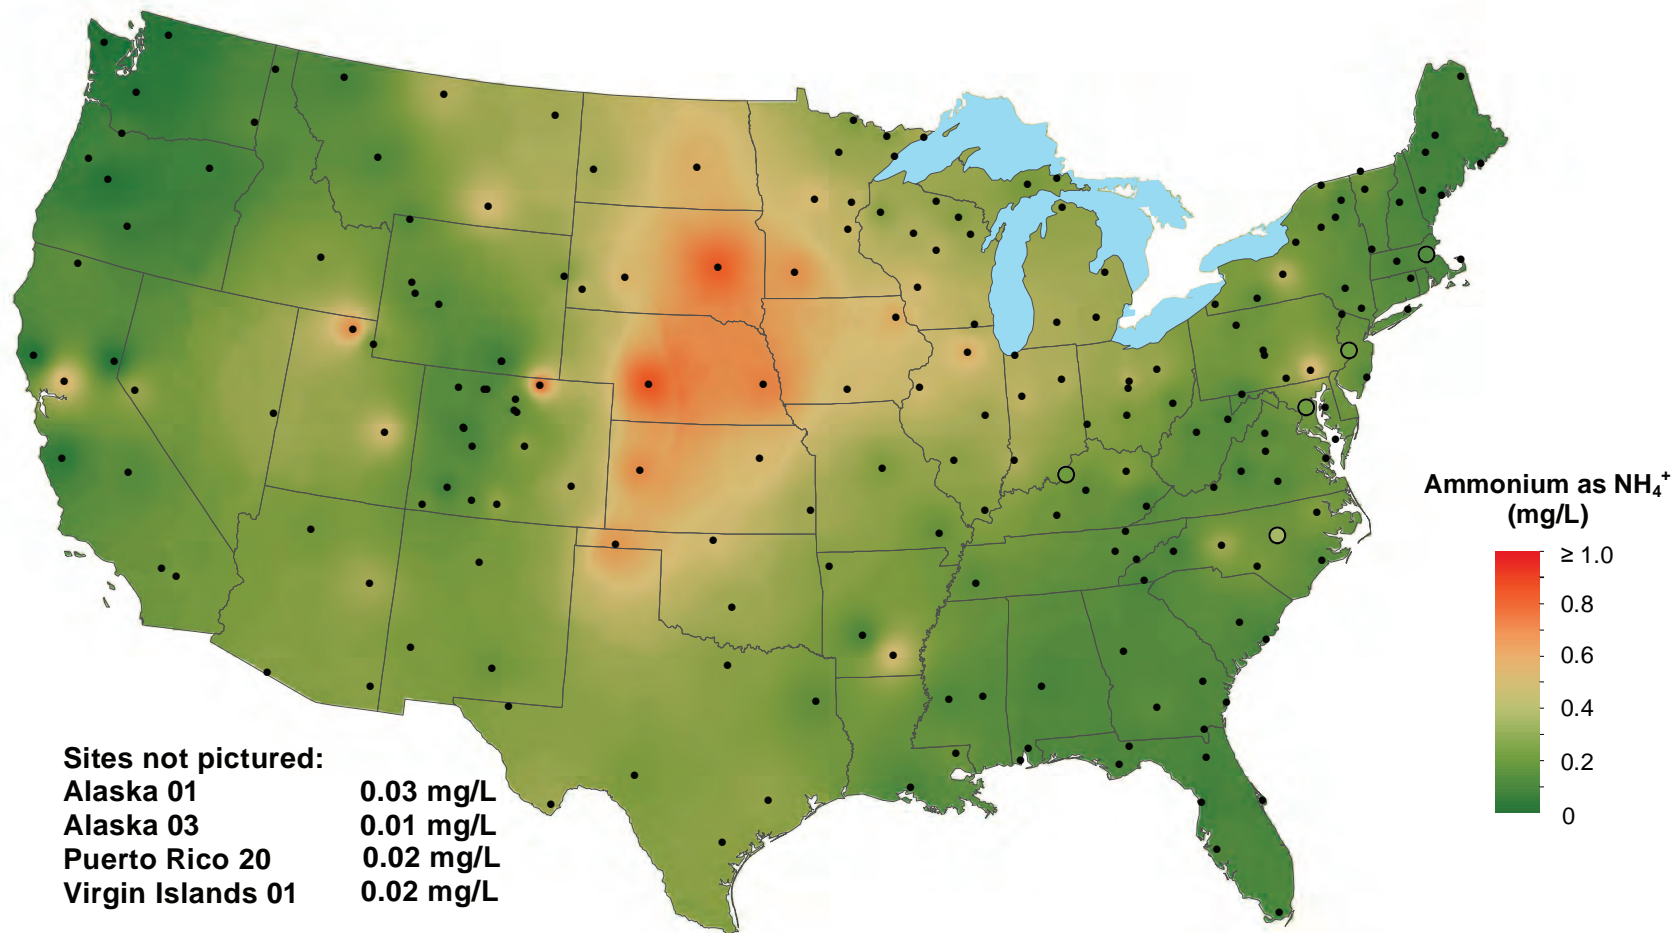 Sites not pictured:
Alaska 01 0.03 mg/L
Alaska 03 0.01 mg/L
Puerto Rico 20 0.02 mg/L
Virgin Islands 01 0.02 mg/L
Ammonium as NH₄⁺
(mg/L)
≥ 1.0
0.8
0.6
0.4
0.2
0